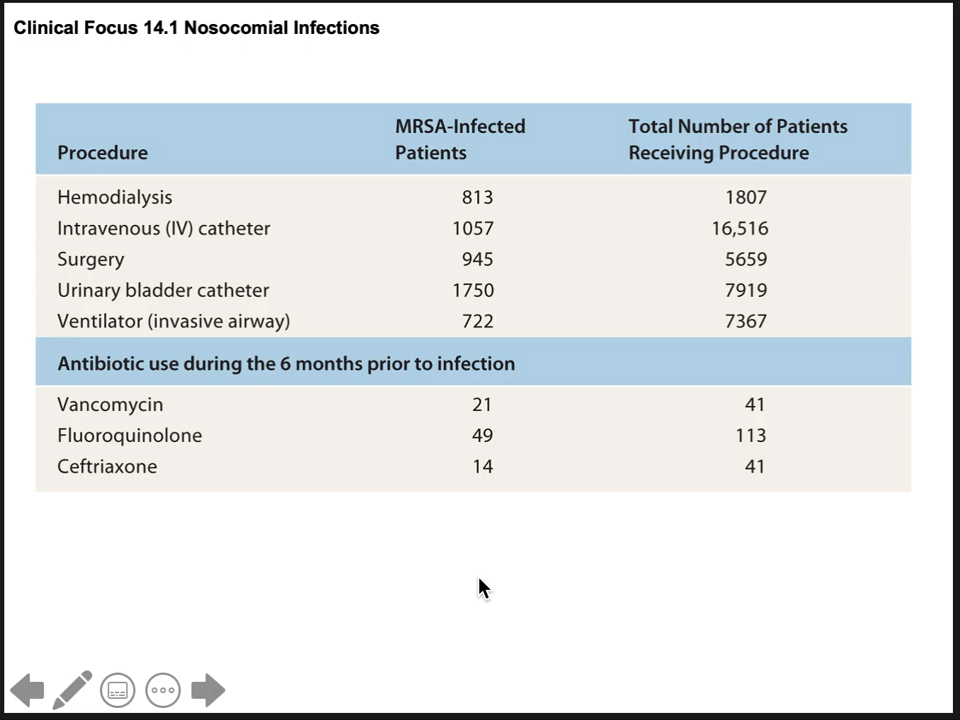 Clinical Focus 14.1 Nosocomial Infections
Procedure MRSA-Infected Patients Total Number of Patients Receiving Procedure
Hemodialysis 813 1807
Intravenous (IV) catheter 1057 16,516
Surgery 945 5659
Urinary bladder catheter 1750 7919
Ventilator (invasive airway) 722 7367
Antibiotic use during the 6 months prior to infection
Vancomycin 21 41
Fluoroquinolone 49 113
Ceftriaxone 14 41